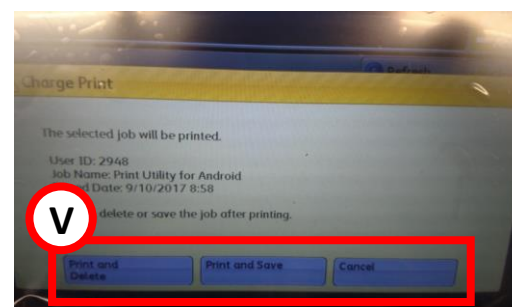 Refresh
Charge Print
The selected job will be printed.
User ID: 2948
Job Name: Print Utility for Android
Date: 9/10/2017 8:58
V
delete or save the job after printing.
Print and Delete
Print and Save
Cancel